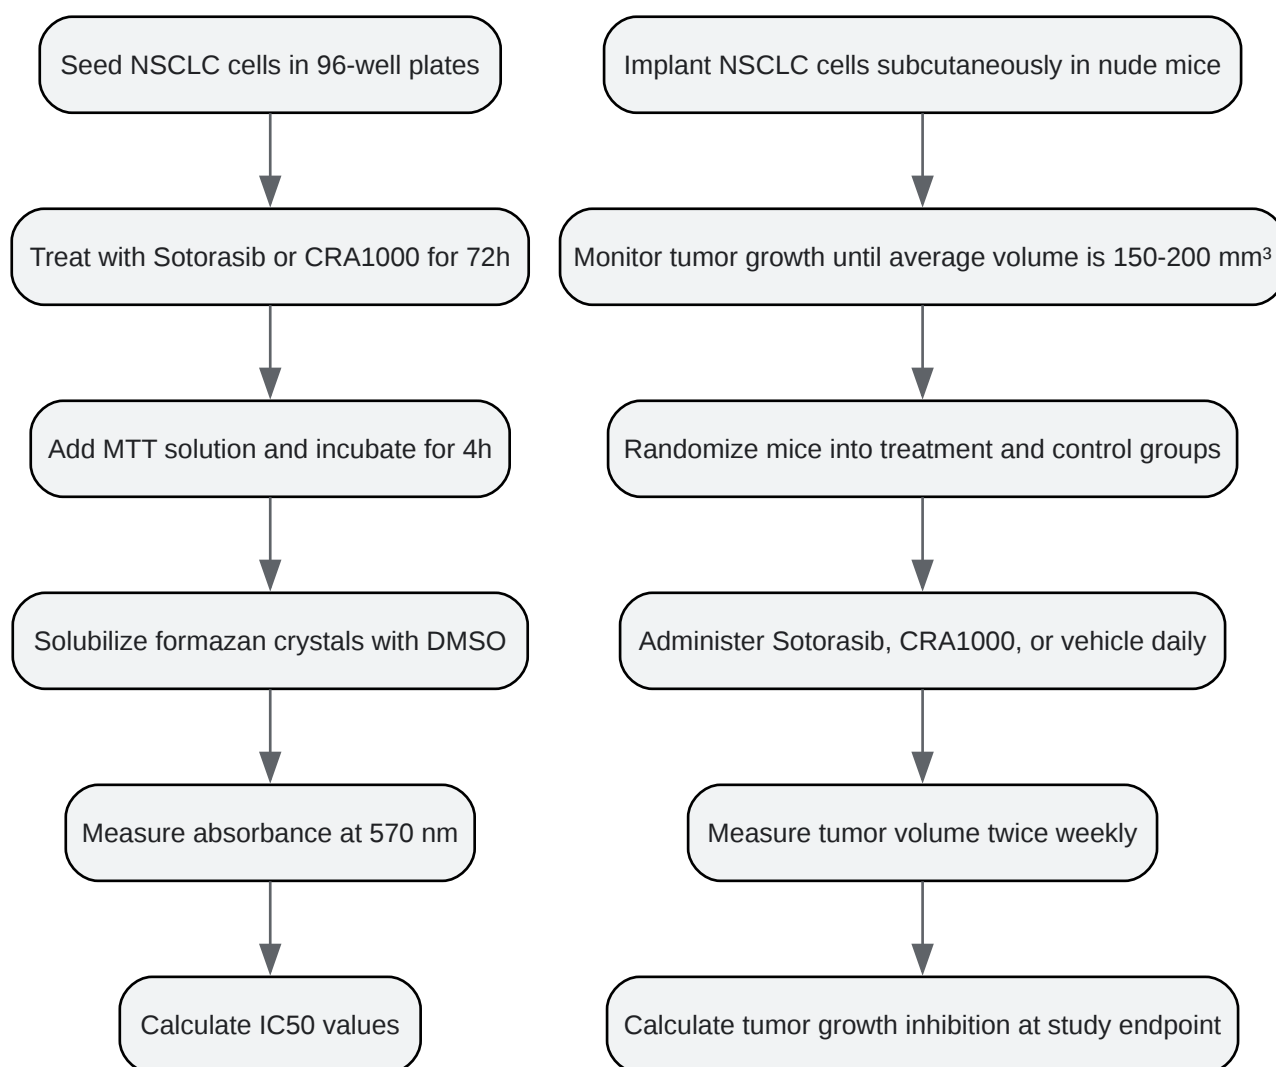 Seed NSCLC cells in 96-well plates
Treat with Sotorasib or CRA1000 for 72h
Add MTT solution and incubate for 4h
Solubilize formazan crystals with DMSO
Measure absorbance at 570 nm
Calculate IC50 values
Implant NSCLC cells subcutaneously in nude mice
Monitor tumor growth until average volume is 150-200 mm³
Randomize mice into treatment and control groups
Administer Sotorasib, CRA1000, or vehicle daily
Measure tumor volume twice weekly
Calculate tumor growth inhibition at study endpoint